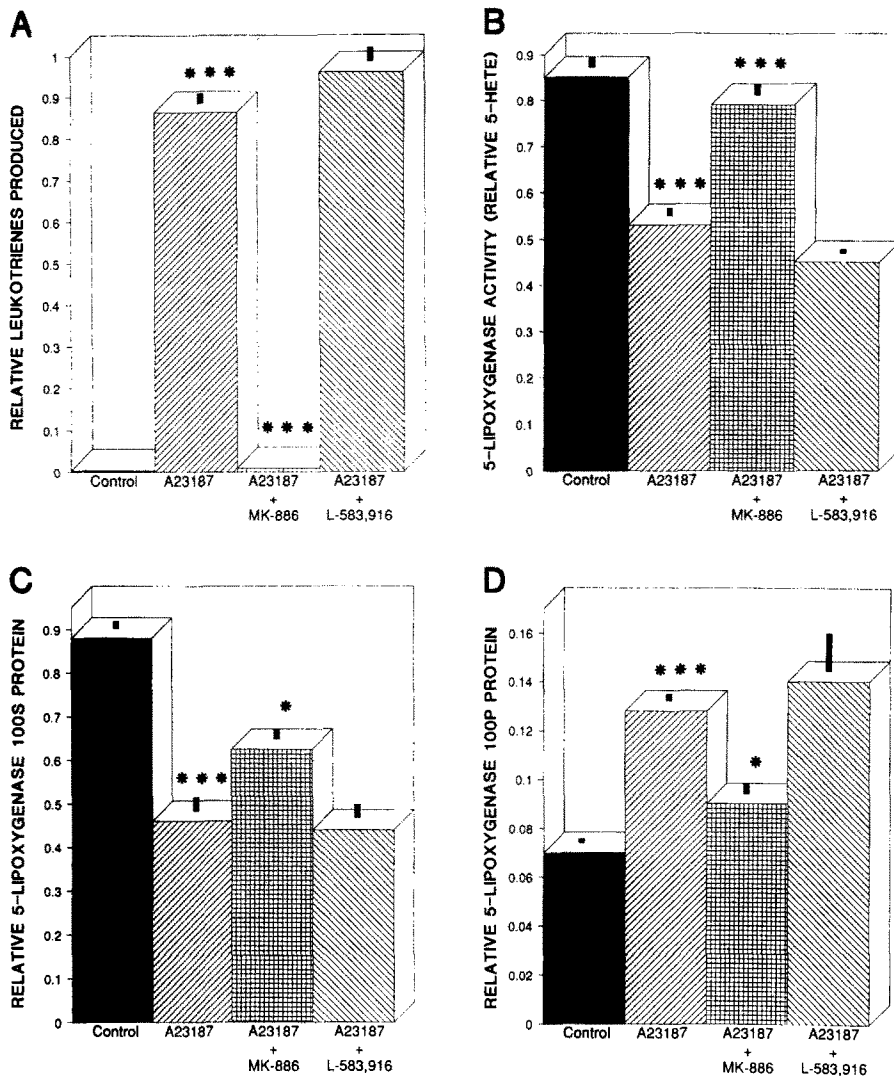 A
RELATIVE LEUKOTRIENES PRODUCED
1
0.9
0.8
0.7
0.6
0.5
0.4
0.3
0.2
0.1
0
***
***
Control
A23187
A23187
+
MK-886
A23187
+
L-583,916
B
5-LIPOXYGENASE ACTIVITY (RELATIVE 5-HETE)
0.9
0.8
0.7
0.6
0.5
0.4
0.3
0.2
0.1
0
***
***
Control
A23187
A23187
+
MK-886
A23187
+
L-583,916
C
RELATIVE 5-LIPOXYGENASE 100S PROTEIN
0.9
0.8
0.7
0.6
0.5
0.4
0.3
0.2
0.1
0
***
*
Control
A23187
A23187
+
MK-886
A23187
+
L-583,916
D
RELATIVE 5-LIPOXYGENASE 100P PROTEIN
0.16
0.14
0.12
0.1
0.08
0.06
0.04
0.02
0
***
*
Control
A23187
A23187
+
MK-886
A23187
+
L-583,916